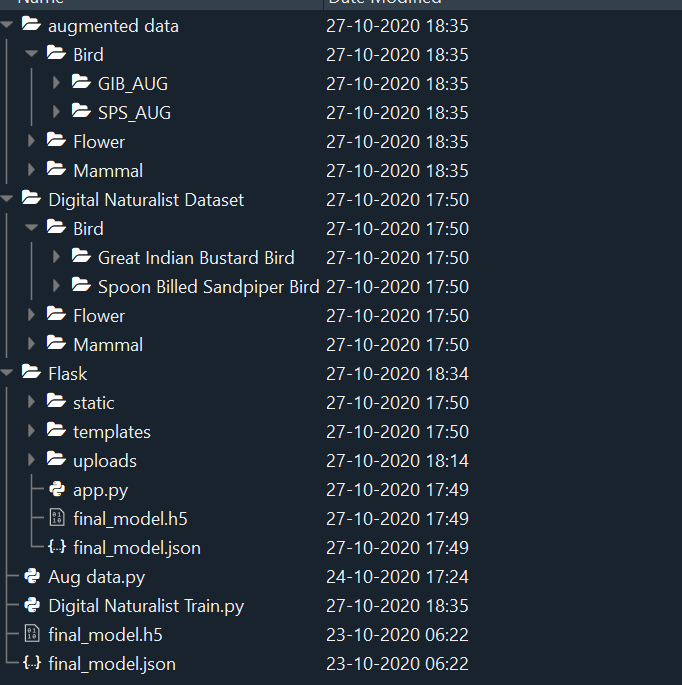 Name Date Modified
augmented data 27-10-2020 18:35
Bird 27-10-2020 18:35
GIB_AUG 27-10-2020 18:35
SPS_AUG 27-10-2020 18:35
Flower 27-10-2020 18:35
Mammal 27-10-2020 18:35
Digital Naturalist Dataset 27-10-2020 17:50
Bird 27-10-2020 17:50
Great Indian Bustard Bird 27-10-2020 17:50
Spoon Billed Sandpiper Bird 27-10-2020 17:50
Flower 27-10-2020 17:50
Mammal 27-10-2020 17:50
Flask 27-10-2020 18:34
static 27-10-2020 17:50
templates 27-10-2020 17:50
uploads 27-10-2020 18:14
app.py 27-10-2020 17:49
final_model.h5 27-10-2020 17:49
final_model.json 27-10-2020 17:49
Aug data.py 24-10-2020 17:24
Digital Naturalist Train.py 27-10-2020 18:35
final_model.h5 23-10-2020 06:22
final_model.json 23-10-2020 06:22